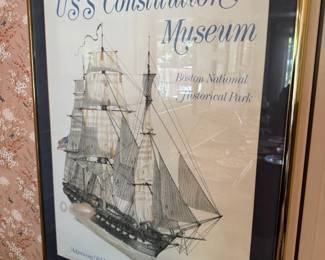 USS Constitution
Museum
Boston National
Historical Park